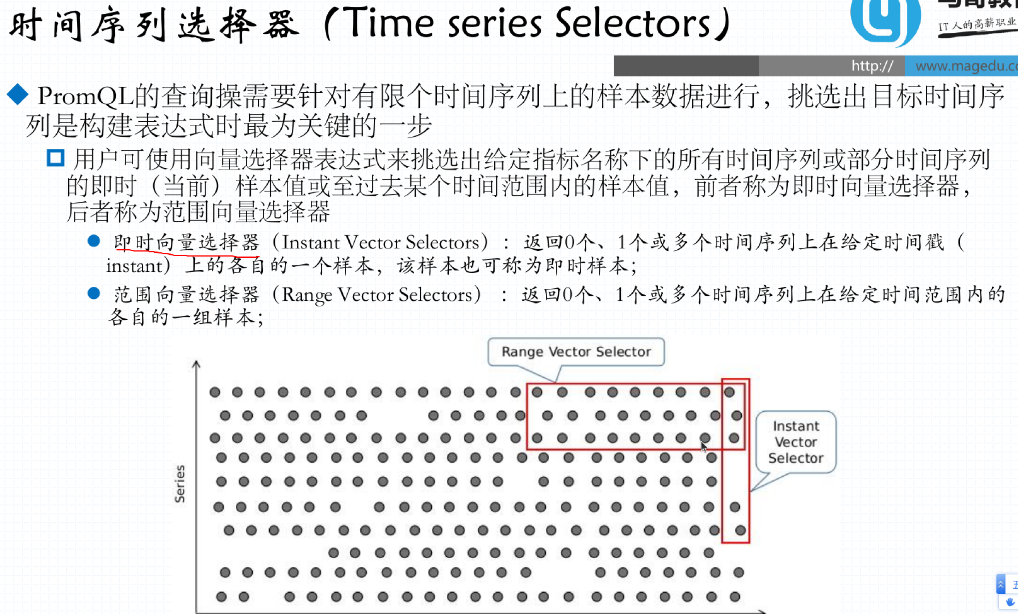 时间序列选择器（Time series Selectors）
IT人的高薪职业
http://
www.magedu.co
PromQL的查询操需要针对有限个时间序列上的样本数据进行，挑选出目标时间序
列是构建表达式时最为关键的一步
用户可使用向量选择器表达式来挑选出给定指标名称下的所有时间序列或部分时间序列
的即时（当前）样本值或至过去某个时间范围内的样本值，前者称为即时向量选择器，
后者称为范围向量选择器
即时向量选择器（Instant Vector Selectors）：返回0个、1个或多个时间序列上在给定时间戳（
instant）上的各自的一个样本，该样本也可称为即时样本；
范围向量选择器（Range Vector Selectors）：返回0个、1个或多个时间序列上在给定时间范围内的
各自的一组样本；
Range Vector Selector
Instant
Vector
Selector
Series
五